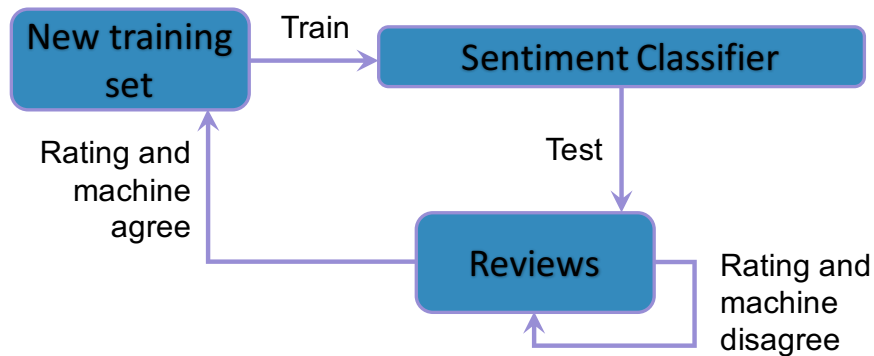 New training
set
Train
Sentiment Classifier
Rating and
machine
agree
Test
Reviews
Rating and
machine
disagree